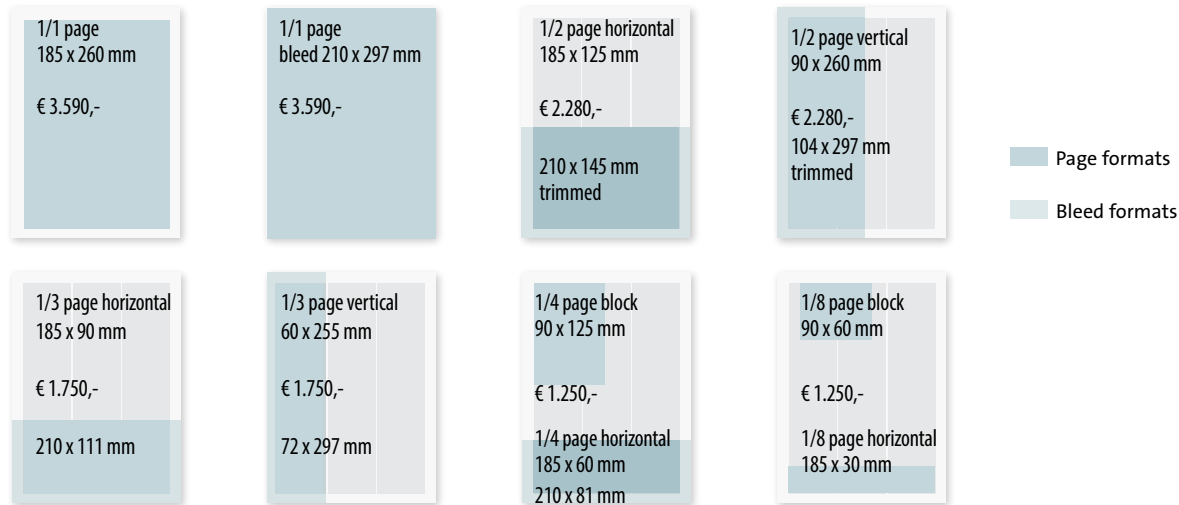 1/1 page
185 x 260 mm
€ 3.590,-
1/1 page
bleed 210 x 297 mm
€ 3.590,-
1/2 page horizontal
185 x 125 mm
€ 2.280,-
210 x 145 mm
trimmed
1/2 page vertical
90 x 260 mm
€ 2.280,-
104 x 297 mm
trimmed
Page formats
Bleed formats
1/3 page horizontal
185 x 90 mm
€ 1.750,-
210 x 111 mm
1/3 page vertical
60 x 255 mm
€ 1.750,-
72 x 297 mm
1/4 page block
90 x 125 mm
€ 1.250,-
1/4 page horizontal
185 x 60 mm
210 x 81 mm
1/8 page block
90 x 60 mm
€ 1.250,-
1/8 page horizontal
185 x 30 mm